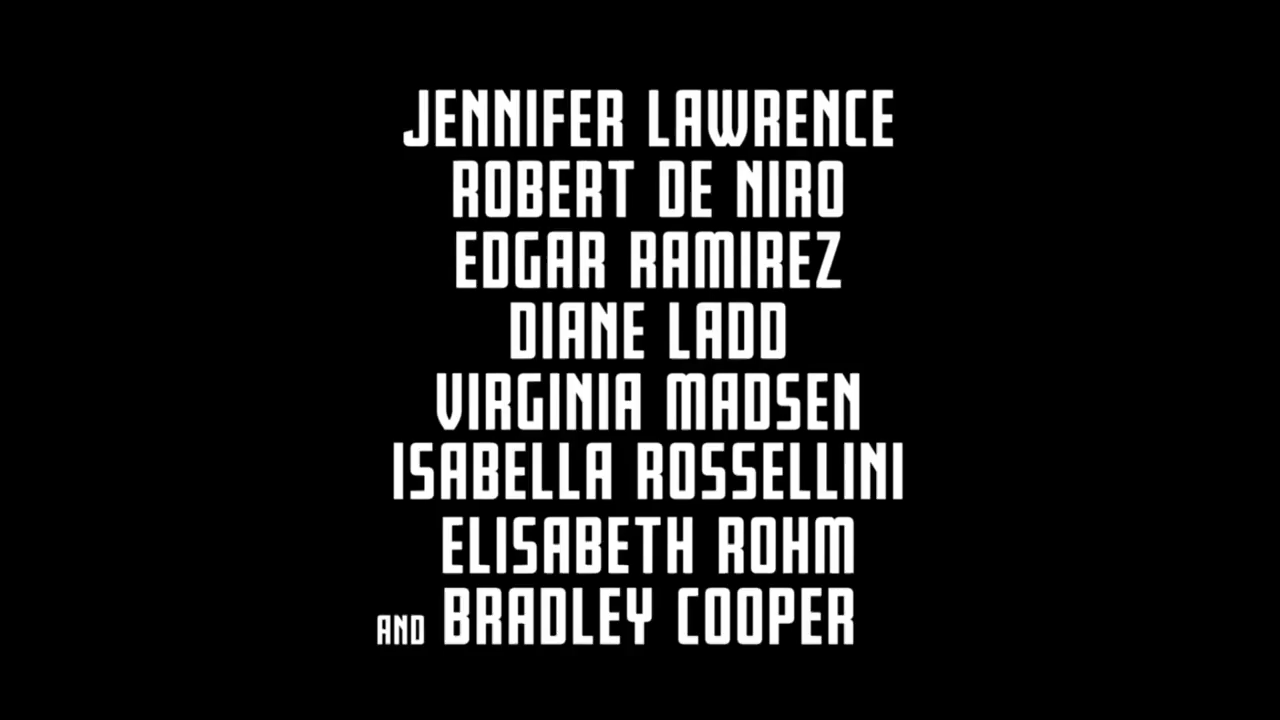 JENNIFER LAWRENCE
ROBERT DE NIRO
EDGAR RAMIREZ
DIANE LADD
VIRGINIA MADSEN
ISABELLA ROSSELLINI
ELISABETH ROHM
AND BRADLEY COOPER